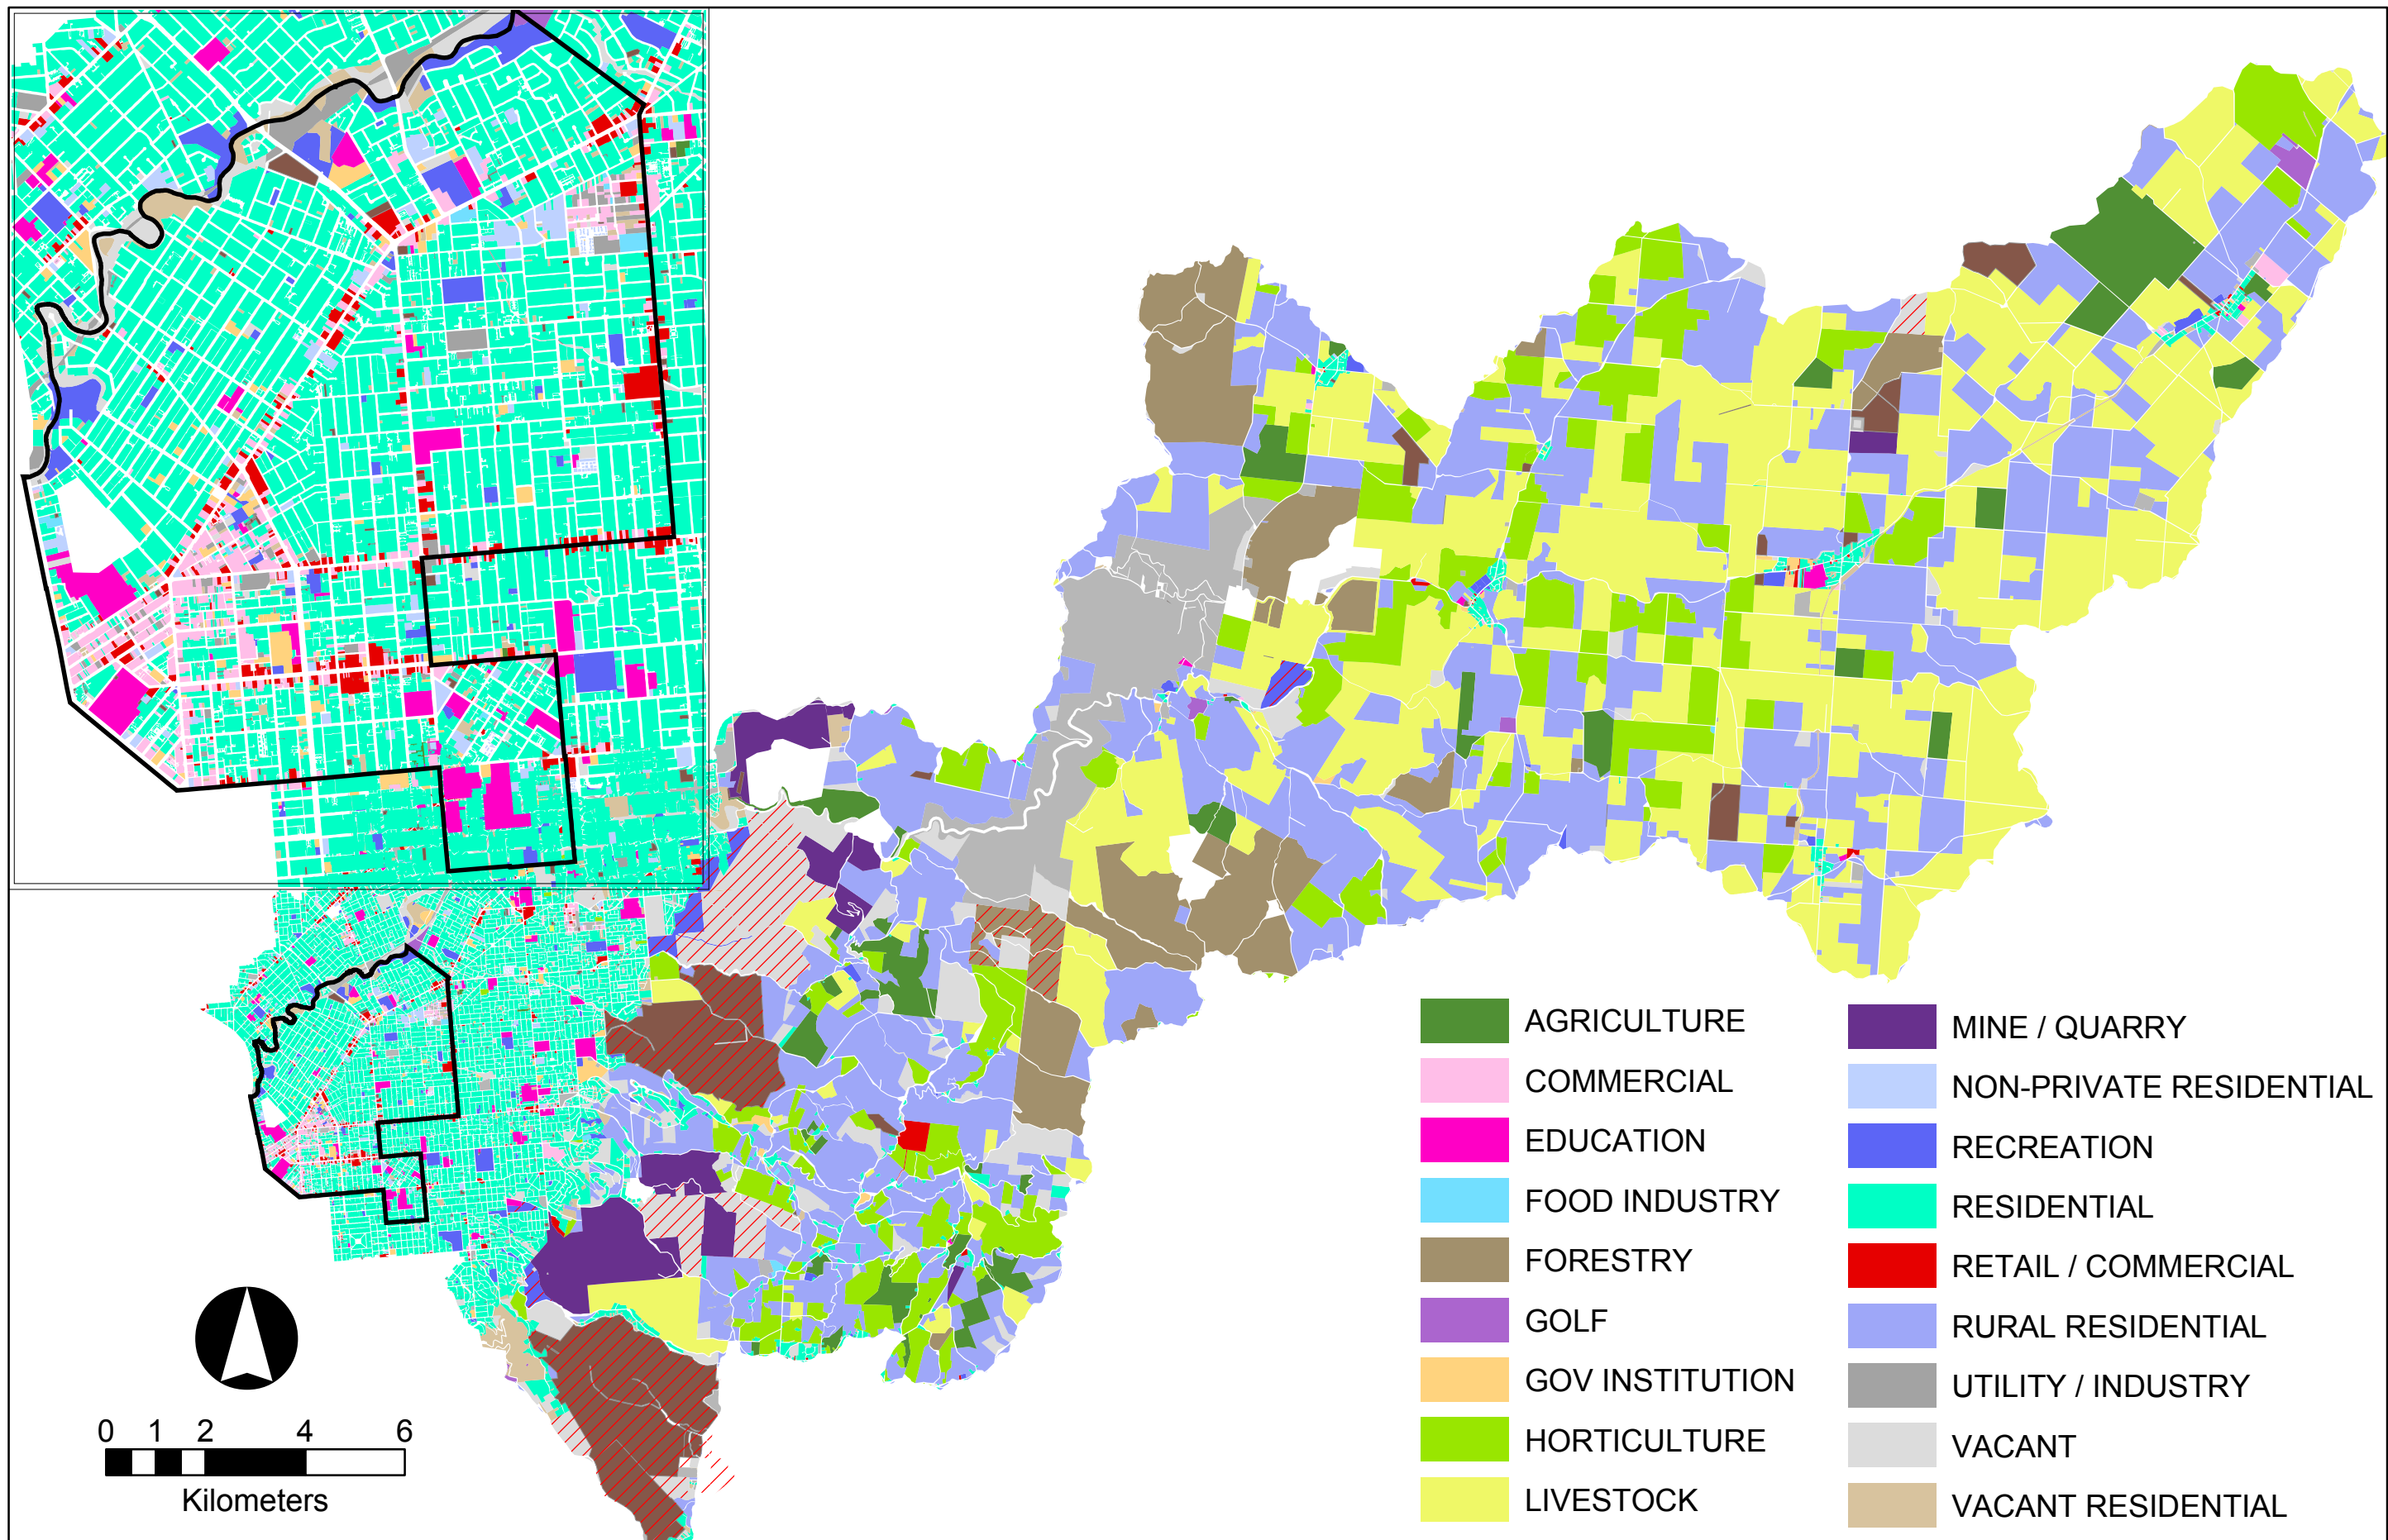 AGRICULTURE
COMMERCIAL
EDUCATION
FOOD INDUSTRY
FORESTRY
GOLF
GOV INSTITUTION
HORTICULTURE
LIVESTOCK
MINE / QUARRY
NON-PRIVATE RESIDENTIAL
RECREATION
RESIDENTIAL
RETAIL / COMMERCIAL
RURAL RESIDENTIAL
UTILITY / INDUSTRY
VACANT
VACANT RESIDENTIAL
0 1 2 4 6
Kilometers